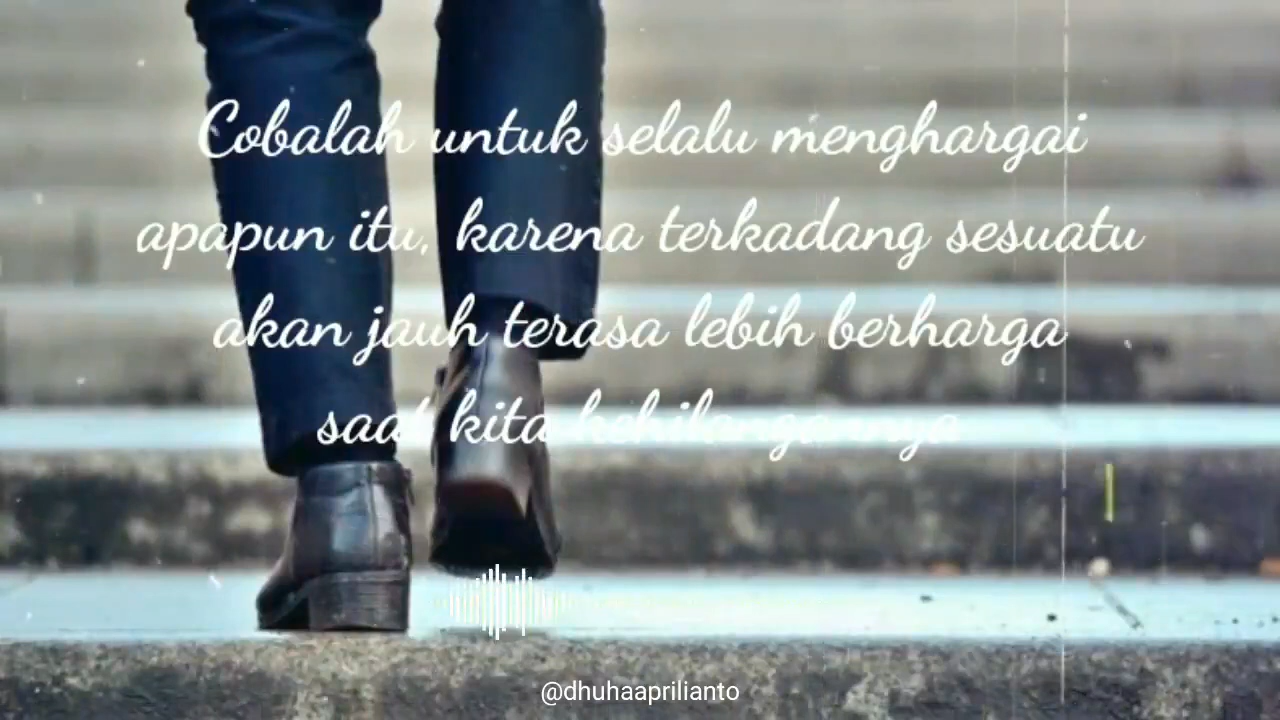 Cobalah untuk selalu menghargai
apapun itu, karena terkadang sesuatu
akan jauh terasa lebih berharga
saat kita kehilangannya
@dhuhaaprilianto